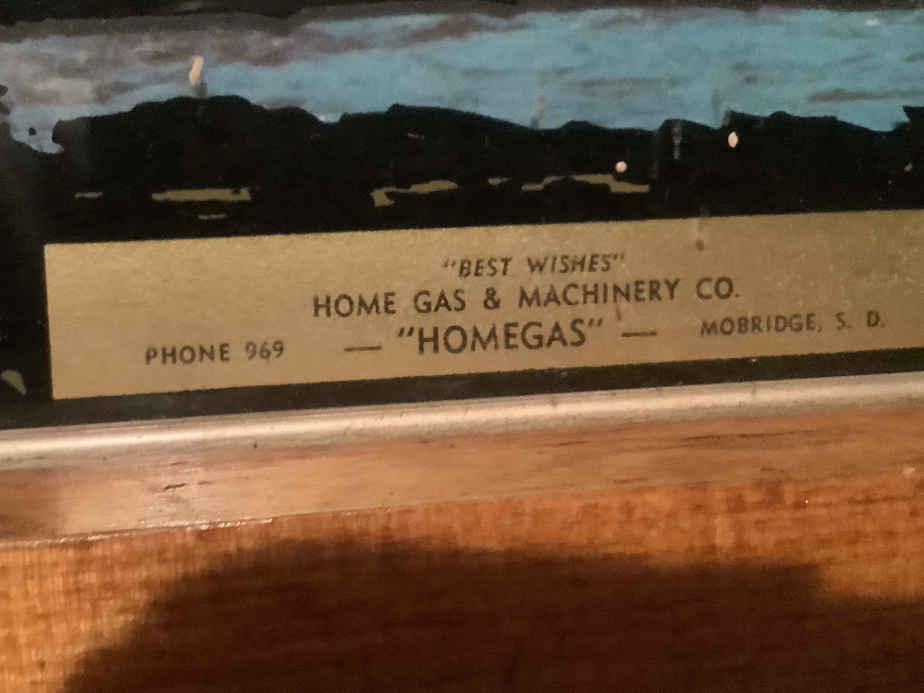 "BEST WISHES"
HOME GAS & MACHINERY CO.
PHONE 969 — "HOMEGAS" — MOBRIDGE, S. D.